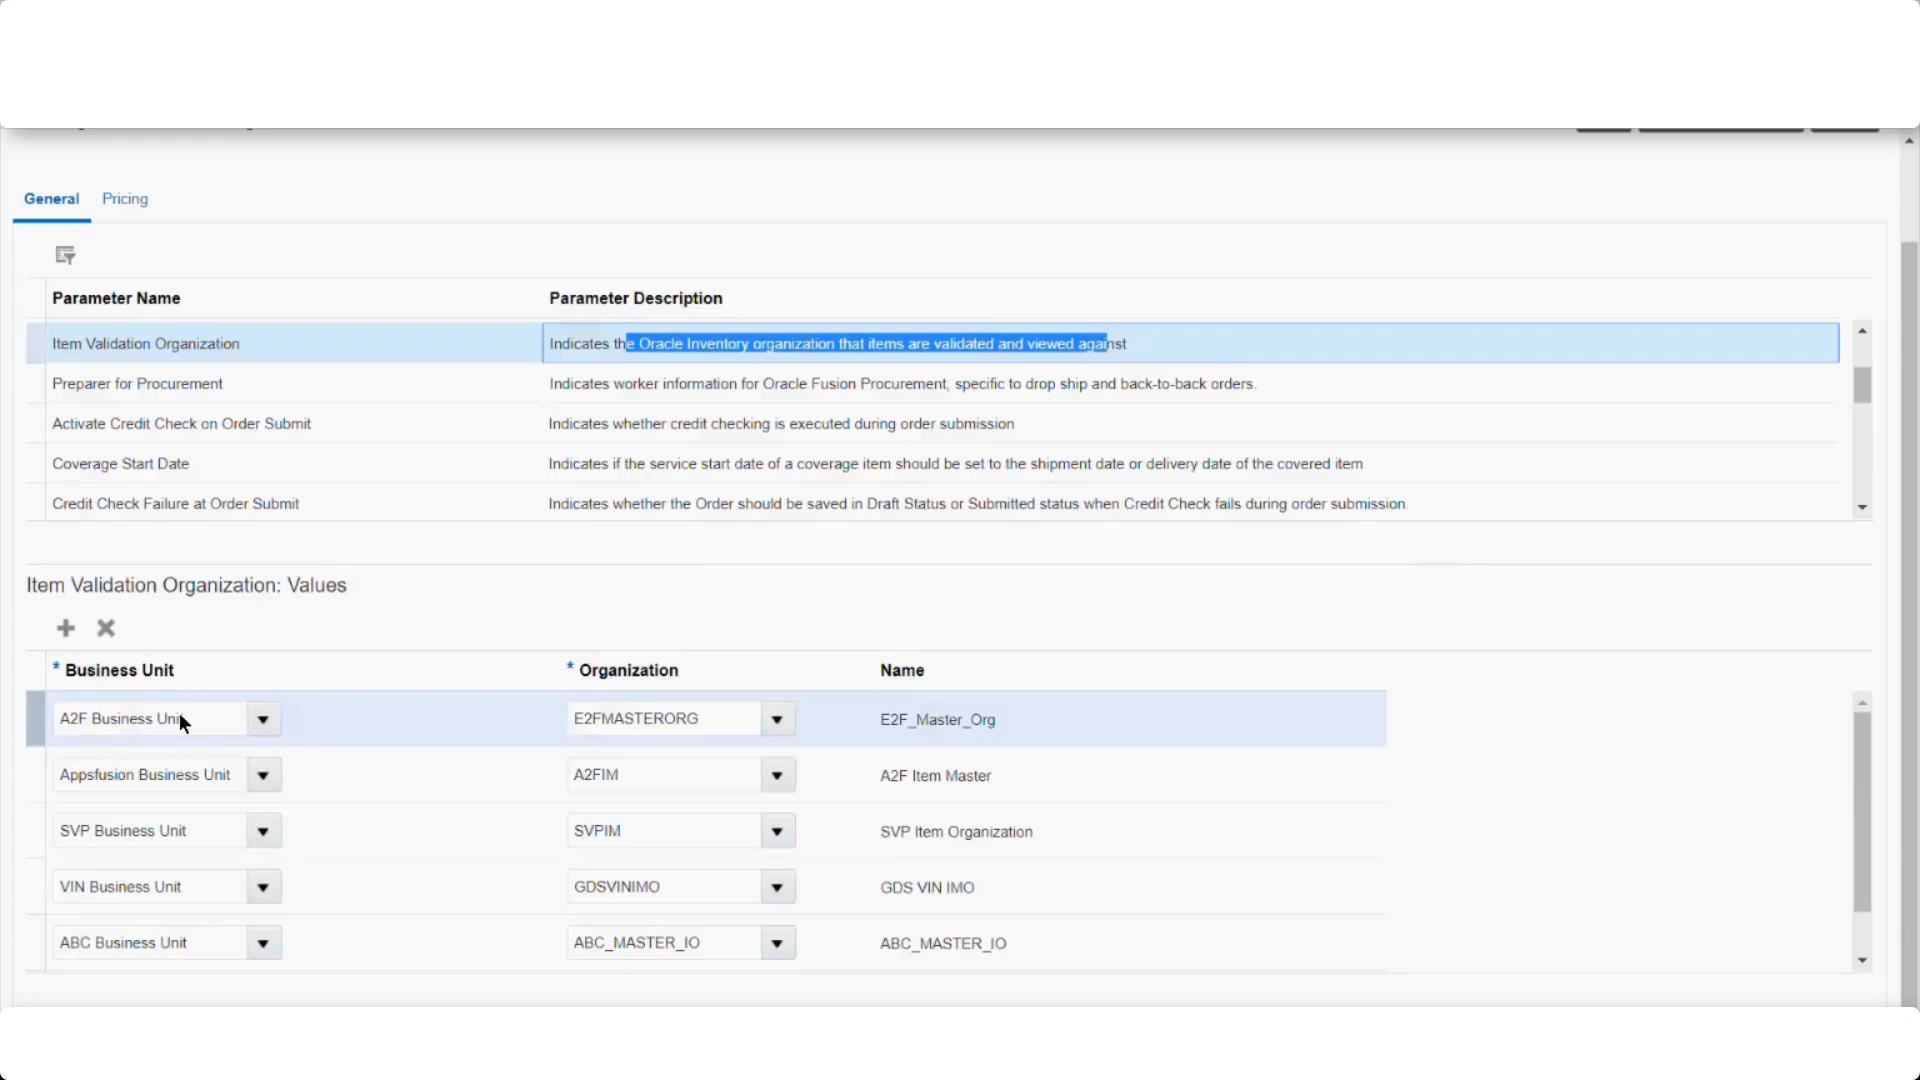 General Pricing
Parameter Name Parameter Description
Item Validation Organization Indicates the Oracle Inventory organization that items are validated and viewed against
Preparer for Procurement Indicates worker information for Oracle Fusion Procurement, specific to drop ship and back-to-back orders.
Activate Credit Check on Order Submit Indicates whether credit checking is executed during order submission
Coverage Start Date Indicates if the service start date of a coverage item should be set to the shipment date or delivery date of the covered item
Credit Check Failure at Order Submit Indicates whether the Order should be saved in Draft Status or Submitted status when Credit Check fails during order submission.
Item Validation Organization: Values
* Business Unit * Organization Name
A2F Business Unit E2FMASTERORG E2F_Master_Org
Appsfusion Business Unit A2FIM A2F Item Master
SVP Business Unit SVPIM SVP Item Organization
VIN Business Unit GDSVINIMO GDS VIN IMO
ABC Business Unit ABC_MASTER_IO ABC_MASTER_IO